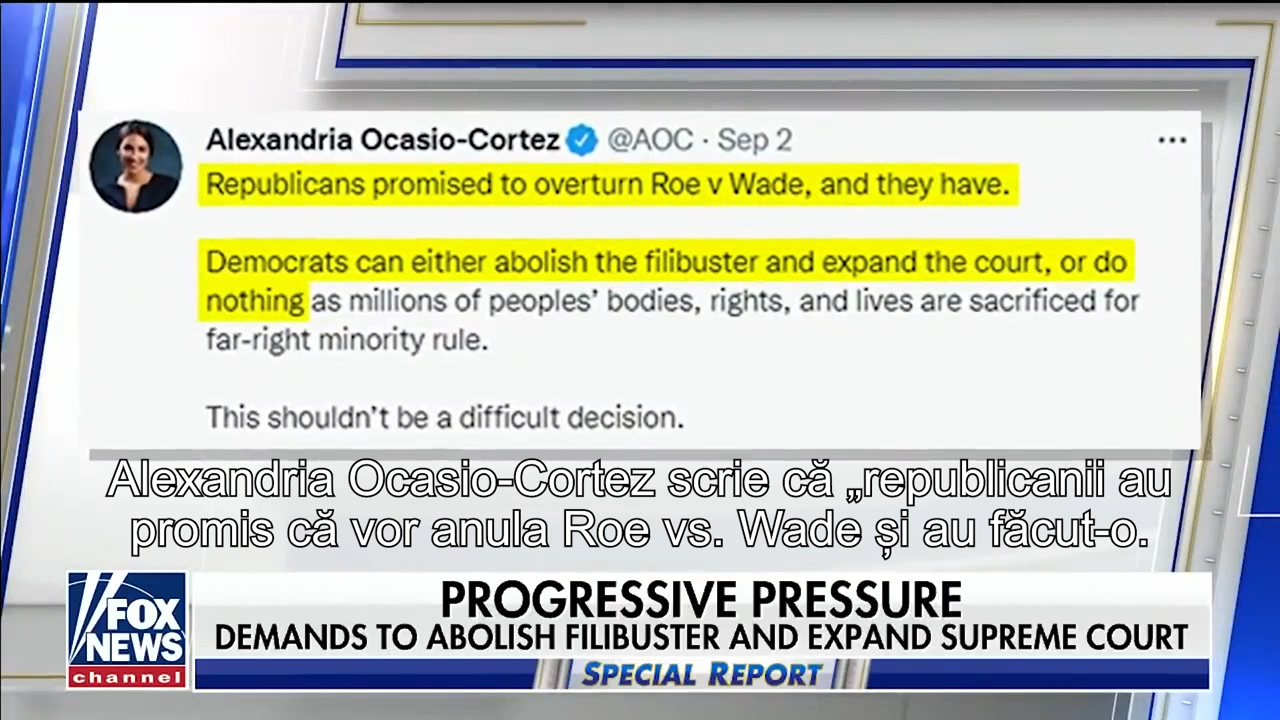 Alexandria Ocasio-Cortez @AOC · Sep 2
Republicans promised to overturn Roe v Wade, and they have.
Democrats can either abolish the filibuster and expand the court, or do
nothing as millions of peoples' bodies, rights, and lives are sacrificed for
far-right minority rule.
This shouldn't be a difficult decision.
Alexandria Ocasio-Cortez scrie că „republicanii au
promis că vor anula Roe vs. Wade și au făcut-o.
FOX
NEWS
channel
PROGRESSIVE PRESSURE
DEMANDS TO ABOLISH FILIBUSTER AND EXPAND SUPREME COURT
SPECIAL REPORT